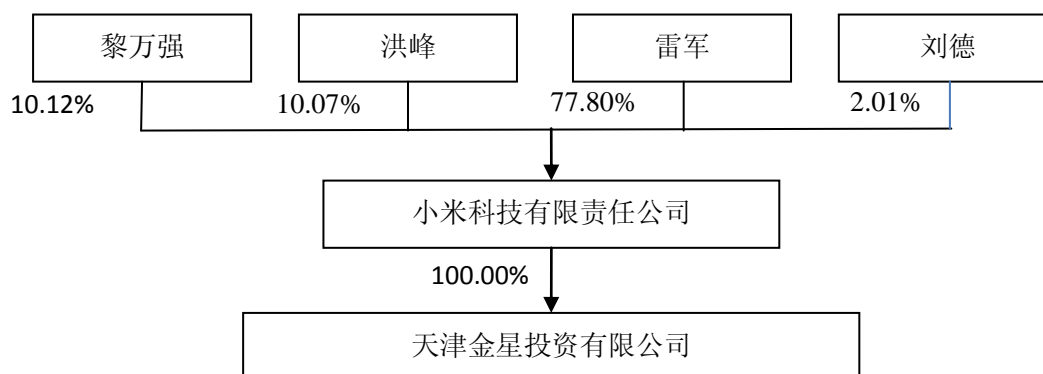 黎万强 洪峰 雷军 刘德
10.12% 10.07% 77.80% 2.01%
小米科技有限责任公司
100.00%
天津金星投资有限公司